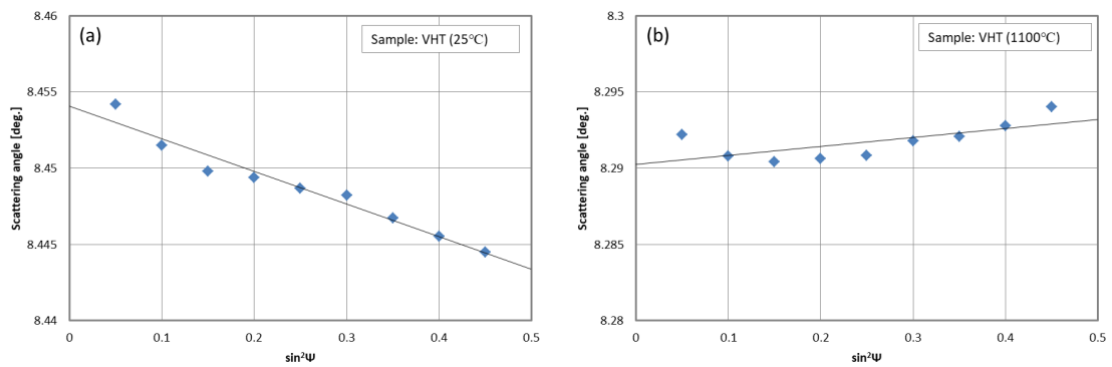 (a)
Sample: VHT (25℃)
Scattering angle [deg.]
8.46
8.455
8.45
8.445
8.44
0
0.1
0.2
0.3
0.4
0.5
sin²Ψ
(b)
Sample: VHT (1100℃)
Scattering angle [deg.]
8.3
8.295
8.29
8.285
8.28
0
0.1
0.2
0.3
0.4
0.5
sin²Ψ